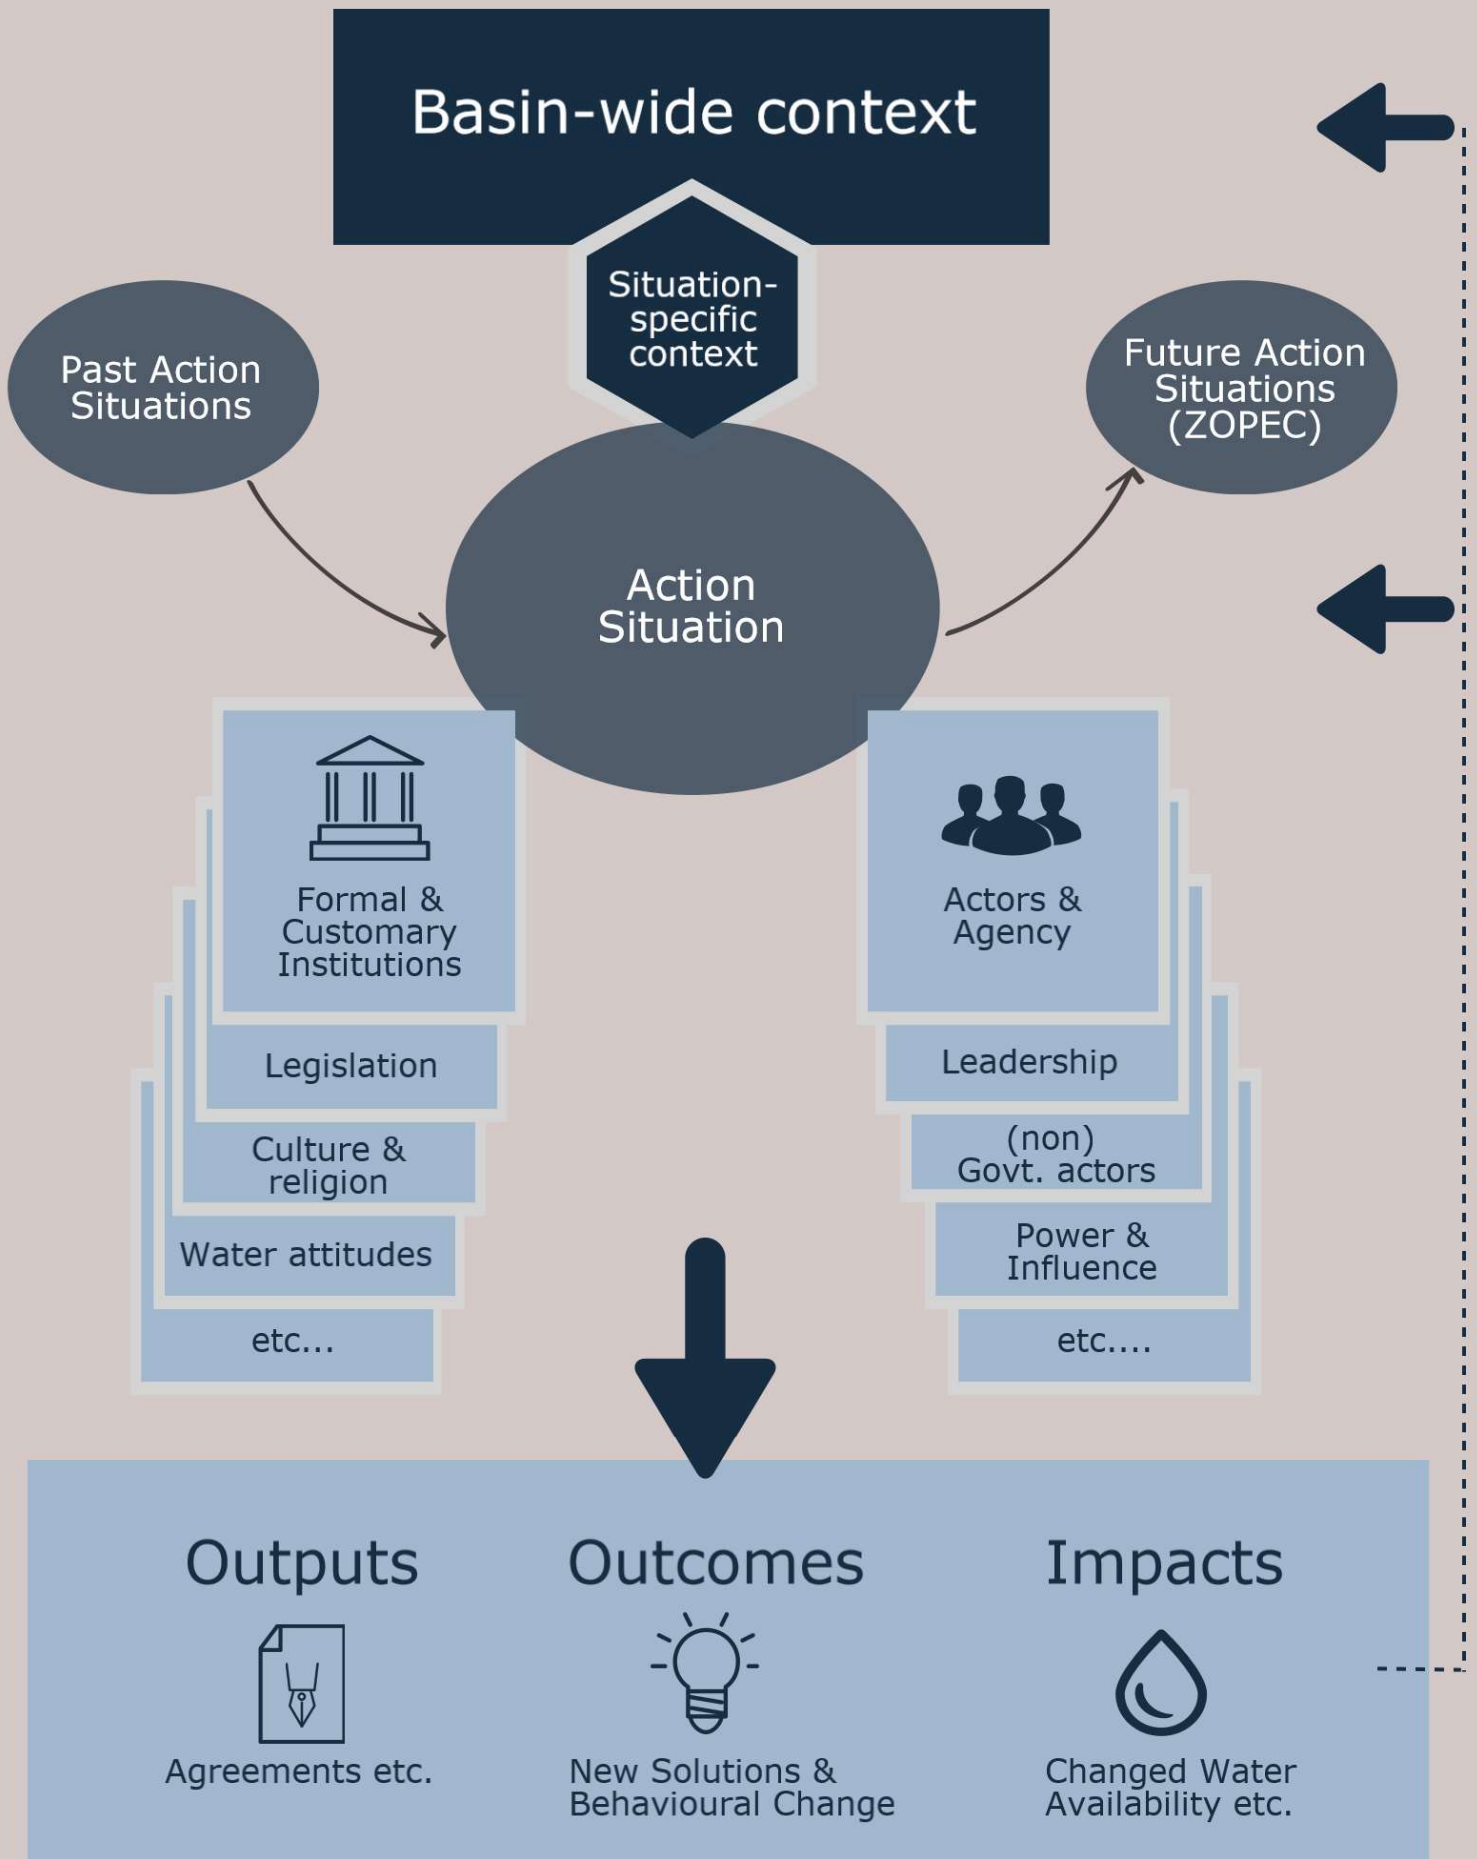 Basin-wide context
Situation-
specific
context
Past Action
Situations
Future Action
Situations
(ZOPEC)
Action
Situation
Formal &
Customary
Institutions
Legislation
Culture &
religion
Water attitudes
etc...
Actors &
Agency
Leadership
(non)
Govt. actors
Power &
Influence
etc....
Outputs
Agreements etc.
Outcomes
New Solutions &
Behavioural Change
Impacts
Changed Water
Availability etc.